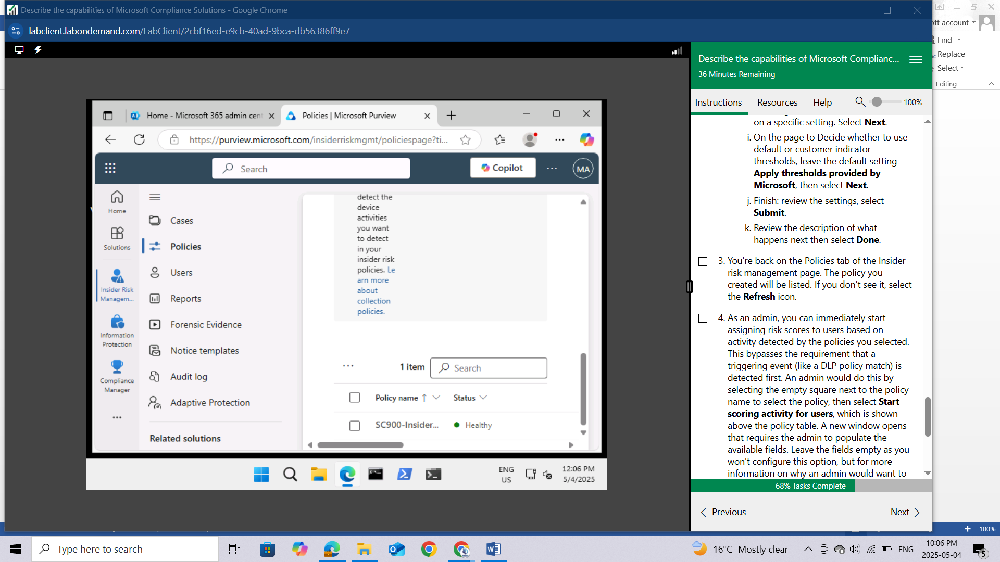 Describe the capabilities of Microsoft Compliance Solutions - Google Chrome
labclient.labondemand.com/LabClient/2cbf16ed-e9cb-40ad-9bca-db56386ff9e7
Home - Microsoft 365 admin cent
Policies | Microsoft Purview
https://purview.microsoft.com/insiderriskmgmt/policiespage?ti...
Search
Copilot
MA
Home
Solutions
Insider Risk
Managem...
Information
Protection
Compliance
Manager
Cases
Policies
Users
Reports
Forensic Evidence
Notice templates
Audit log
Adaptive Protection
Related solutions
detect the
device
activities
you want
to detect
in your
insider risk
policies. Le
arn more
about
collection
policies.
1 item
Search
Policy name ↑
Status
SC900-Insider...
Healthy
ENG
US
12:06 PM
5/4/2025
Describe the capabilities of Microsoft Complianc...
36 Minutes Remaining
Instructions
Resources
Help
100%
on a specific setting. Select Next.
i. On the page to Decide whether to use
default or customer indicator
thresholds, leave the default setting
Apply thresholds provided by
Microsoft, then select Next.
j. Finish: review the settings, select
Submit.
k. Review the description of what
happens next then select Done.
3. You're back on the Policies tab of the Insider
risk management page. The policy you
created will be listed. If you don't see it, select
the Refresh icon.
4. As an admin, you can immediately start
assigning risk scores to users based on
activity detected by the policies you selected.
This bypasses the requirement that a
triggering event (like a DLP policy match) is
detected first. An admin would do this by
selecting the empty square next to the policy
name to select the policy, then select Start
scoring activity for users, which is shown
above the policy table. A new window opens
that requires the admin to populate the
available fields. Leave the fields empty as you
won't configure this option, but for more
information on why an admin would want to
68% Tasks Complete
Previous
Next
ft account
Find
Replace
Select
Editing
100%
Type here to search
16°C Mostly clear
ENG
10:06 PM
2025-05-04
5